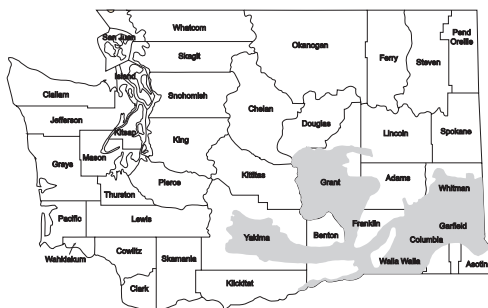 Whatcom
San Juan
Skagit
Okanogan
Ferry
Steven
Pend
Oreille
Island
Clallam
Snohomish
Chelan
Douglas
Jefferson
Kitsap
King
Lincoln
Spokane
Grays
Mason
Kittitas
Grant
Adams
Whitman
Thurston
Pierce
Pacific
Lewis
Yakima
Benton
Franklin
Garfield
Columbia
Wahkiakum
Cowlitz
Skamania
Walla Walla
Asotin
Clark
Klickitat